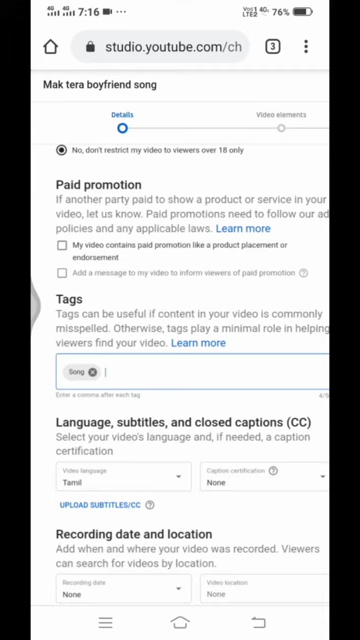 4G 4G 7:16 ... Vo) 1 4G LTE2 76%
studio.youtube.com/ch 3
Mak tera boyfriend song
Details Video elements
No, don't restrict my video to viewers over 18 only
Paid promotion
If another party paid to show a product or service in your
video, let us know. Paid promotions need to follow our ad
policies and any applicable laws. Learn more
My video contains paid promotion like a product placement or
endorsement
Add a message to my video to inform viewers of paid promotion
Tags
Tags can be useful if content in your video is commonly
misspelled. Otherwise, tags play a minimal role in helping
viewers find your video. Learn more
Song
Enter a comma after each tag 4/5
Language, subtitles, and closed captions (CC)
Select your video's language and, if needed, a caption
certification
Video language Caption certification
Tamil None
UPLOAD SUBTITLES/CC
Recording date and location
Add when and where your video was recorded. Viewers
can search for videos by location.
Recording date Video location
None None